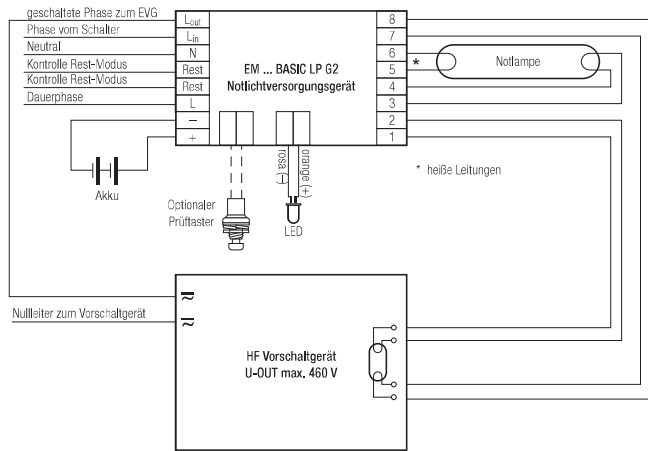 geschaltete Phase zum EVG
Phase vom Schalter
Neutral
Kontrolle Rest-Modus
Kontrolle Rest-Modus
Dauerphase
Lout
Lin
N
Rest
Rest
L
−
+
EM ... BASIC LP G2
Notlichtversorgungsgerät
8
7
6
5
4
3
2
1
*
Notlampe
* heiße Leitungen
Akku
Optionaler
Prüftaster
rosa (−)
orange (+)
LED
Nullleiter zum Vorschaltgerät
HF Vorschaltgerät
U-OUT max. 460 V